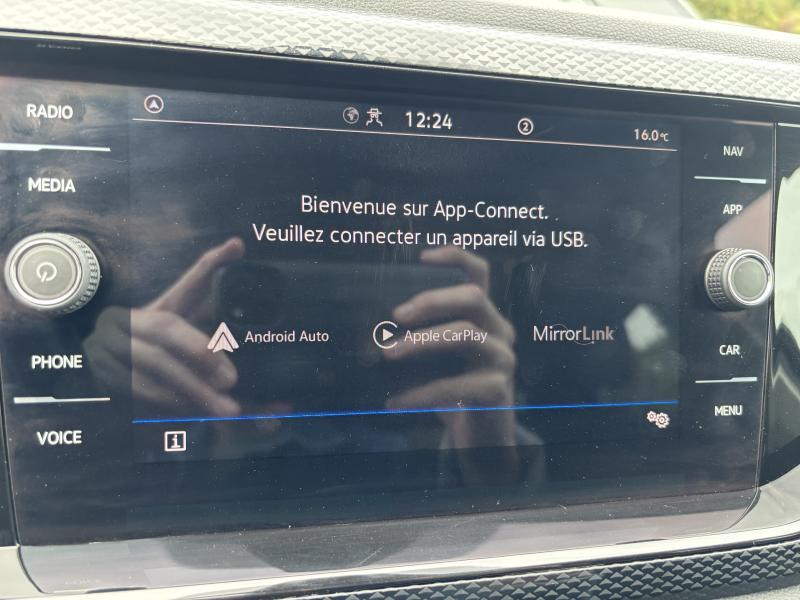 RADIO
MEDIA
PHONE
VOICE
12:24
2
16.0°C
Bienvenue sur App-Connect.
Veuillez connecter un appareil via USB.
Android Auto
Apple CarPlay
MirrorLink
i
NAV
APP
CAR
MENU